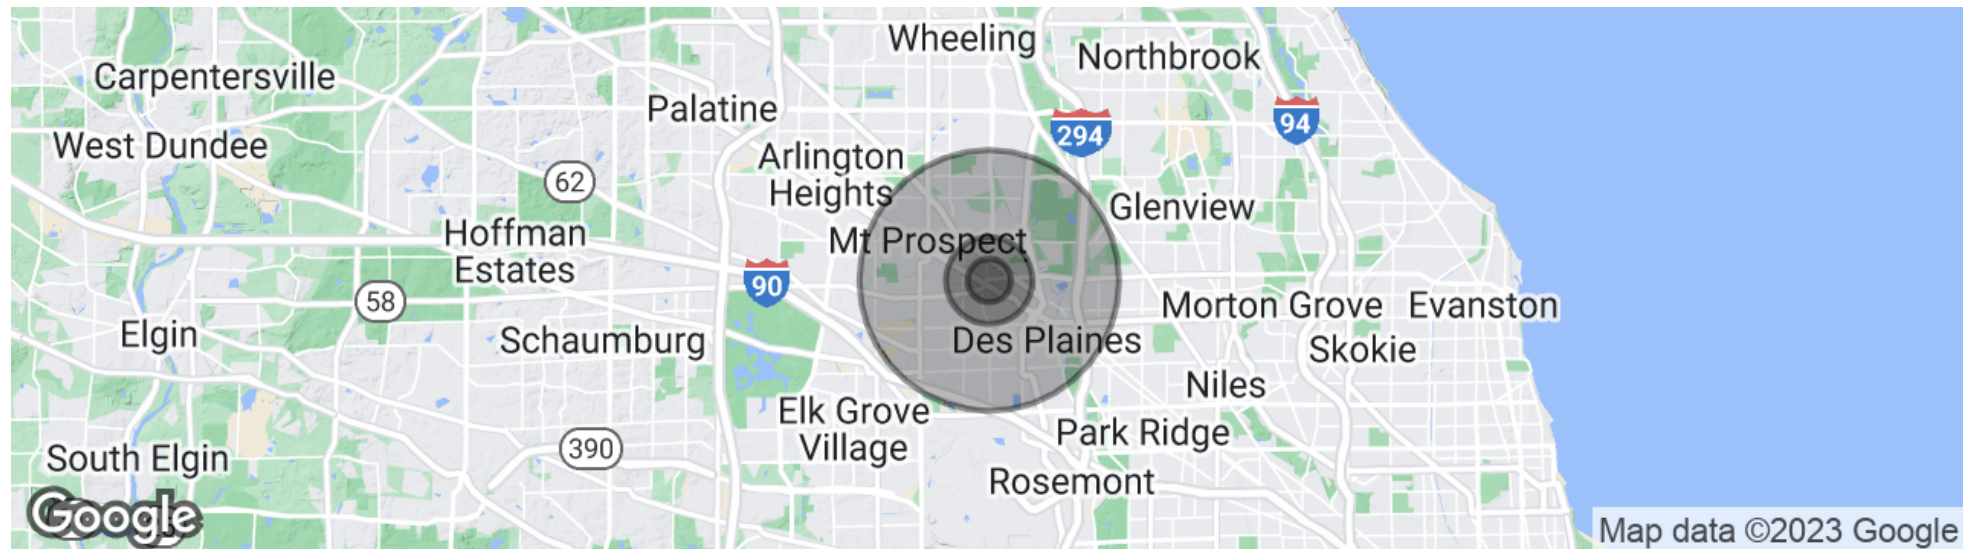 Wheeling
Northbrook
Carpentersville
Palatine
94
294
West Dundee
Arlington
Heights
62
Glenview
Hoffman
Estates
Mt Prospect
90
58
Morton Grove
Evanston
Elgin
Schaumburg
Des Plaines
Skokie
Niles
Elk Grove
Village
Park Ridge
390
South Elgin
Rosemont
Google
Map data ©2023 Google